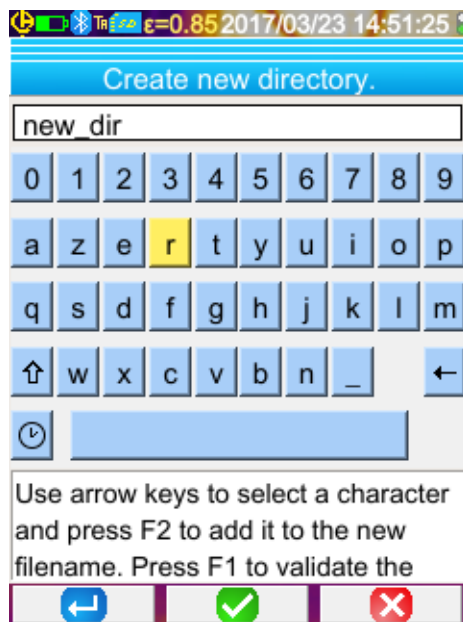 ε=0.85 2017/03/23 14:51:25
Create new directory.
new_dir
0 1 2 3 4 5 6 7 8 9
a z e r t y u i o p
q s d f g h j k l m
w x c v b n _
Use arrow keys to select a character
and press F2 to add it to the new
filename. Press F1 to validate the